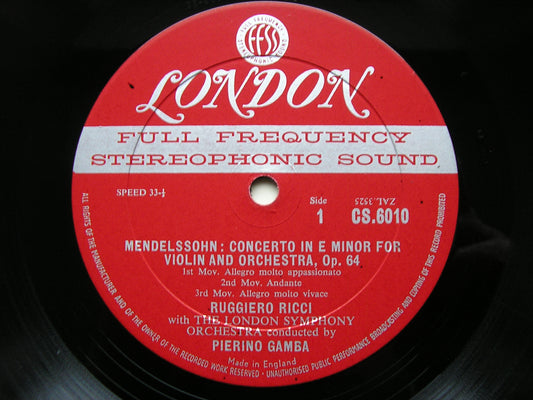 FULL FREQUENCY
STEREOPHONIC SOUND
FFSS
LONDON
FULL FREQUENCY
STEREOPHONIC SOUND
SPEED 33⅓
Side
1
ZAL.3525
CS.6010
MENDELSSOHN: CONCERTO IN E MINOR FOR
VIOLIN AND ORCHESTRA, Op. 64
1st Mov. Allegro molto appassionato
2nd Mov. Andante
3rd Mov. Allegro molto vivace
RUGGIERO RICCI
with THE LONDON SYMPHONY
ORCHESTRA conducted by
PIERINO GAMBA
Made in England
ALL RIGHTS OF THE MANUFACTURER AND OF THE OWNER OF THE RECORDED WORK RESERVED - UNAUTHORISED PUBLIC PERFORMANCE BROADCASTING AND COPYING OF THIS RECORD PROHIBITED